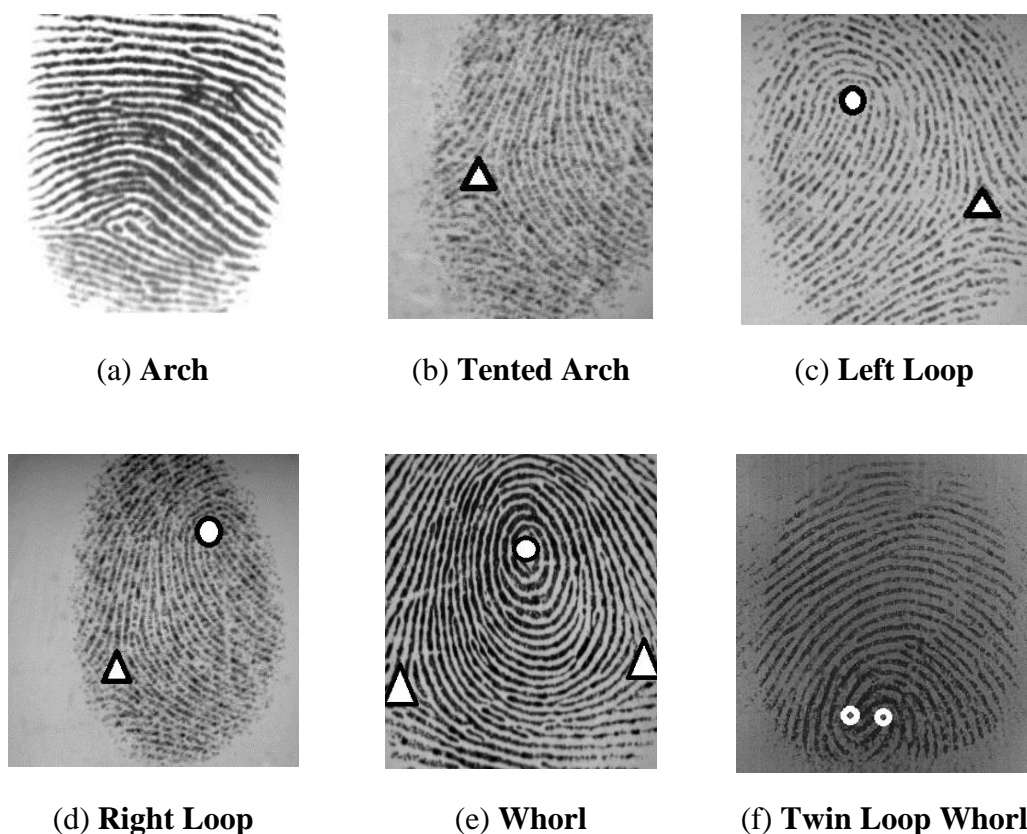 (a) Arch
(b) Tented Arch
(c) Left Loop
(d) Right Loop
(e) Whorl
(f) Twin Loop Whorl